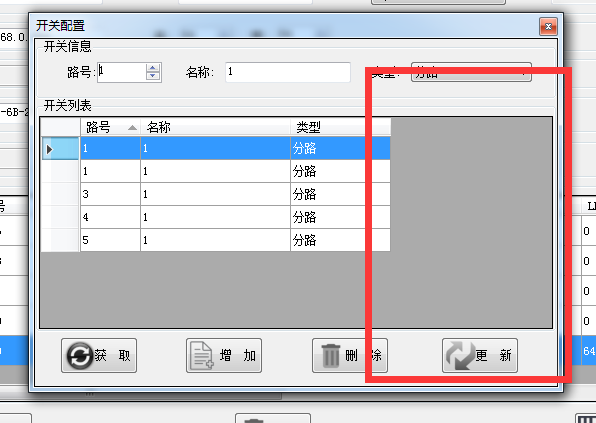 开关配置
68.0.
开关信息
路号: 1 名称: 1 类型: 分路
-6B-2
开关列表
路号 名称 类型
1 1 分路
1 1 分路
3 1 分路
4 1 分路
5 1 分路
号
LI
0
0
0
0
64
获 取 增 加 删 除 更 新